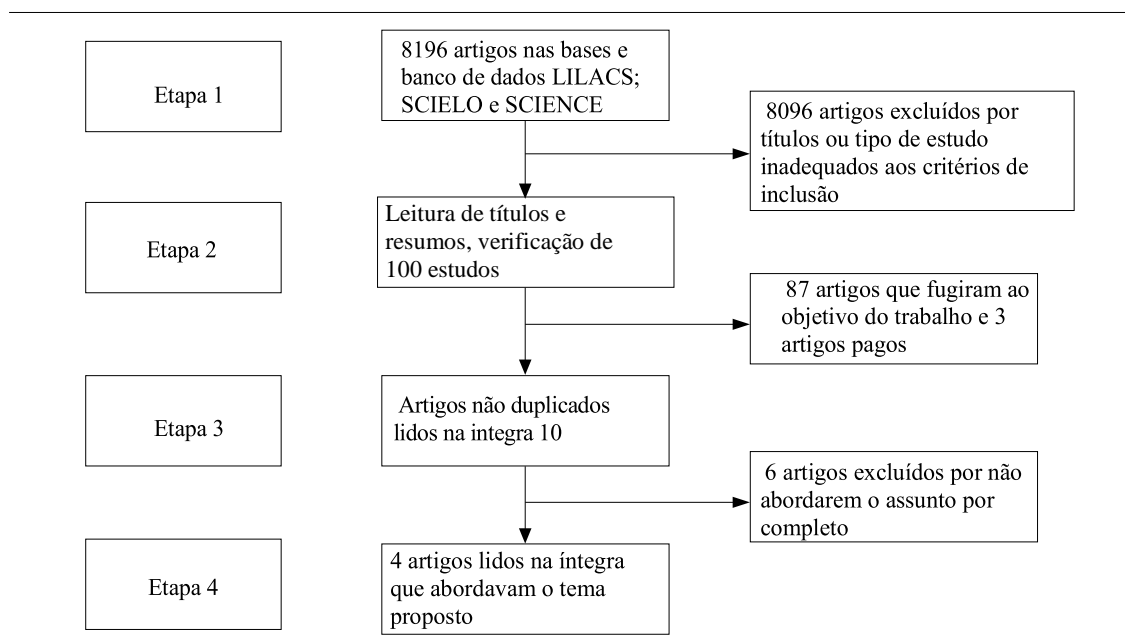 Etapa 1
8196 artigos nas bases e
banco de dados LILACS;
SCIELO e SCIENCE
8096 artigos excluídos por
títulos ou tipo de estudo
inadequados aos critérios de
inclusão
Etapa 2
Leitura de títulos e
resumos, verificação de
100 estudos
87 artigos que fugiram ao
objetivo do trabalho e 3
artigos pagos
Etapa 3
Artigos não duplicados
lidos na integra 10
6 artigos excluídos por não
abordarem o assunto por
completo
Etapa 4
4 artigos lidos na íntegra
que abordavam o tema
proposto